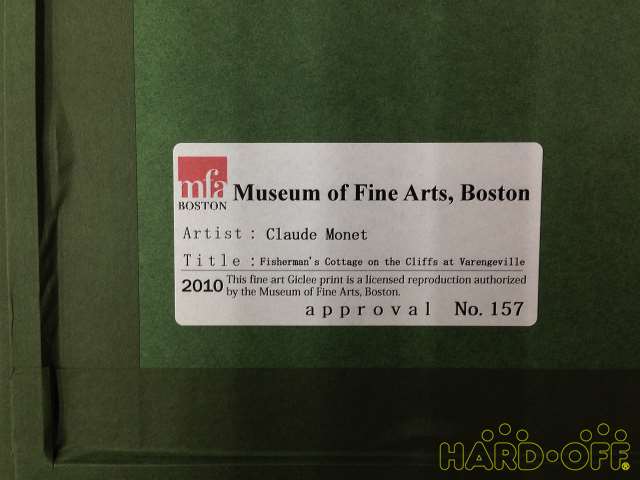 mfa
BOSTON
Museum of Fine Arts, Boston
Artist : Claude Monet
Title : Fisherman's Cottage on the Cliffs at Varengeville
2010 This fine art Giclee print is a licensed reproduction authorized
by the Museum of Fine Arts, Boston.
approval No. 157
HARD·OFF®